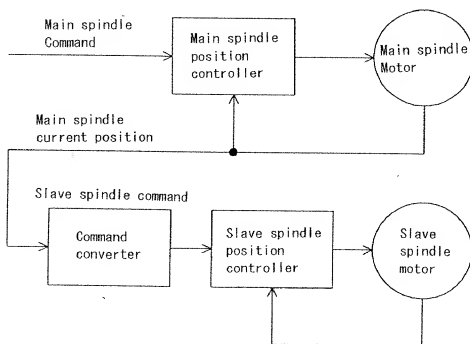 Main spindle
Command
Main spindle
position
controller
Main spindle
Motor
Main spindle
current position
Slave spindle command
Command
converter
Slave spindle
position
controller
Slave
spindle
motor